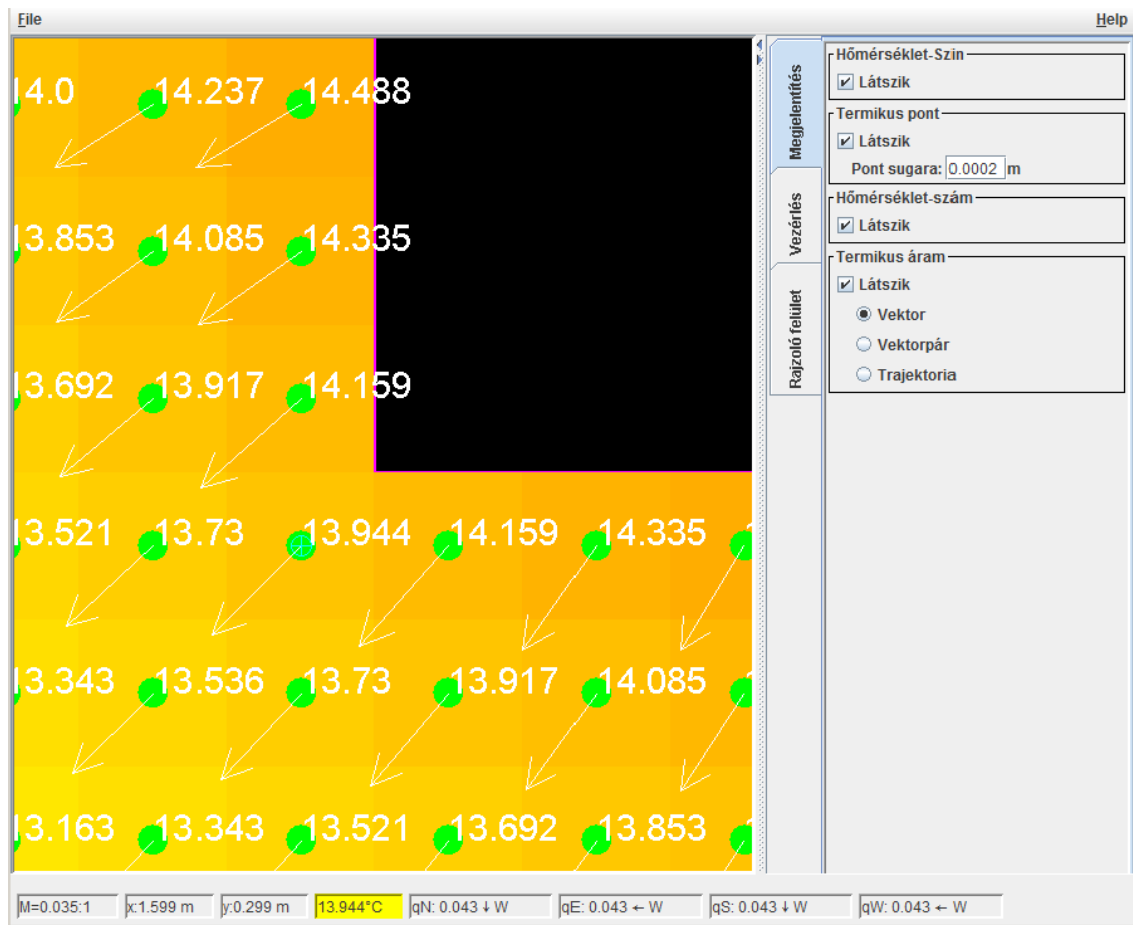 File Help
14.0 14.237 14.488
13.853 14.085 14.335
13.692 13.917 14.159
13.521 13.73 13.944 14.159 14.335
13.343 13.536 13.73 13.917 14.085
13.163 13.343 13.521 13.692 13.853
Megjelentítés
Vezérlés
Rajzoló felület
Hőmérséklet-Szin
Látszik
Termikus pont
Látszik
Pont sugara: 0.0002 m
Hőmérséklet-szám
Látszik
Termikus áram
Látszik
Vektor
Vektorpár
Trajektoria
M=0.035:1 x:1.599 m y:0.299 m 13.944°C qN: 0.043 ↓ W qE: 0.043 ← W qS: 0.043 ↓ W qW: 0.043 ← W